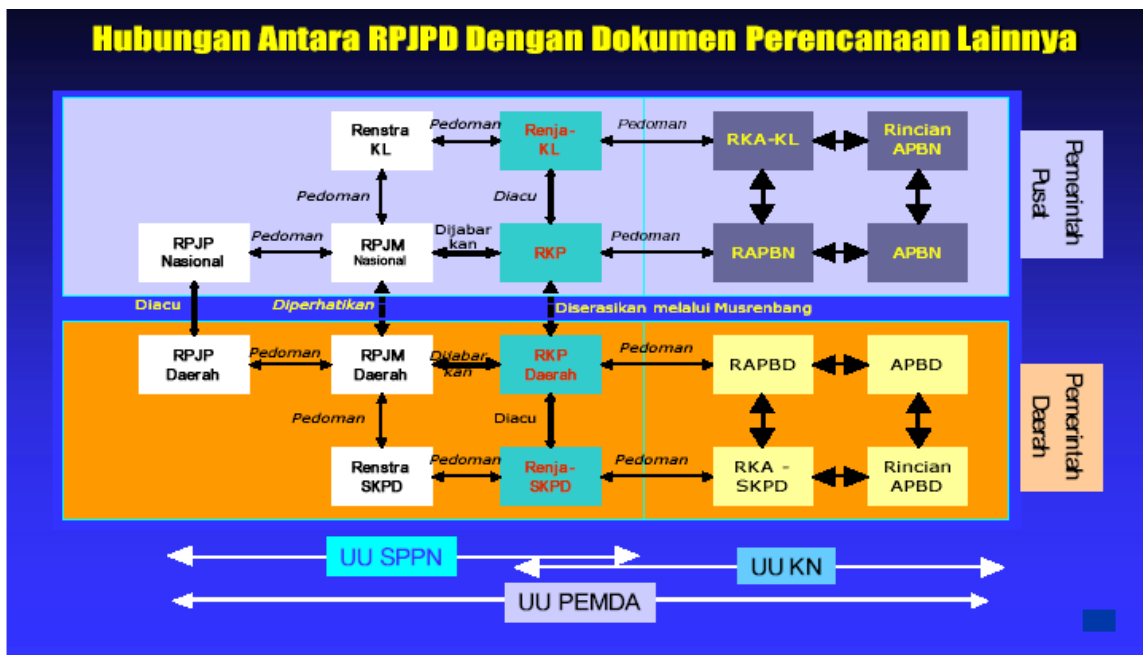 Hubungan Antara RPJPD Dengan Dokumen Perencanaan Lainnya
Renstra
KL
Pedoman
Renja-
KL
Pedoman
RKA-KL
Rincian
APBN
Pemerintah
Pusat
Pedoman
Diacu
RPJP
Nasional
Pedoman
RPJM
Nasional
Dijabar
kan
RKP
Pedoman
RAPBN
APBN
Diacu
Diperhatikan
Diserasikan melalui Musrenbang
RPJP
Daerah
Pedoman
RPJM
Daerah
Dijabar
kan
RKP
Daerah
Pedoman
RAPBD
APBD
Pemerintah
Daerah
Pedoman
Diacu
Renstra
SKPD
Pedoman
Renja-
SKPD
Pedoman
RKA -
SKPD
Rincian
APBD
UU SPPN
UU KN
UU PEMDA